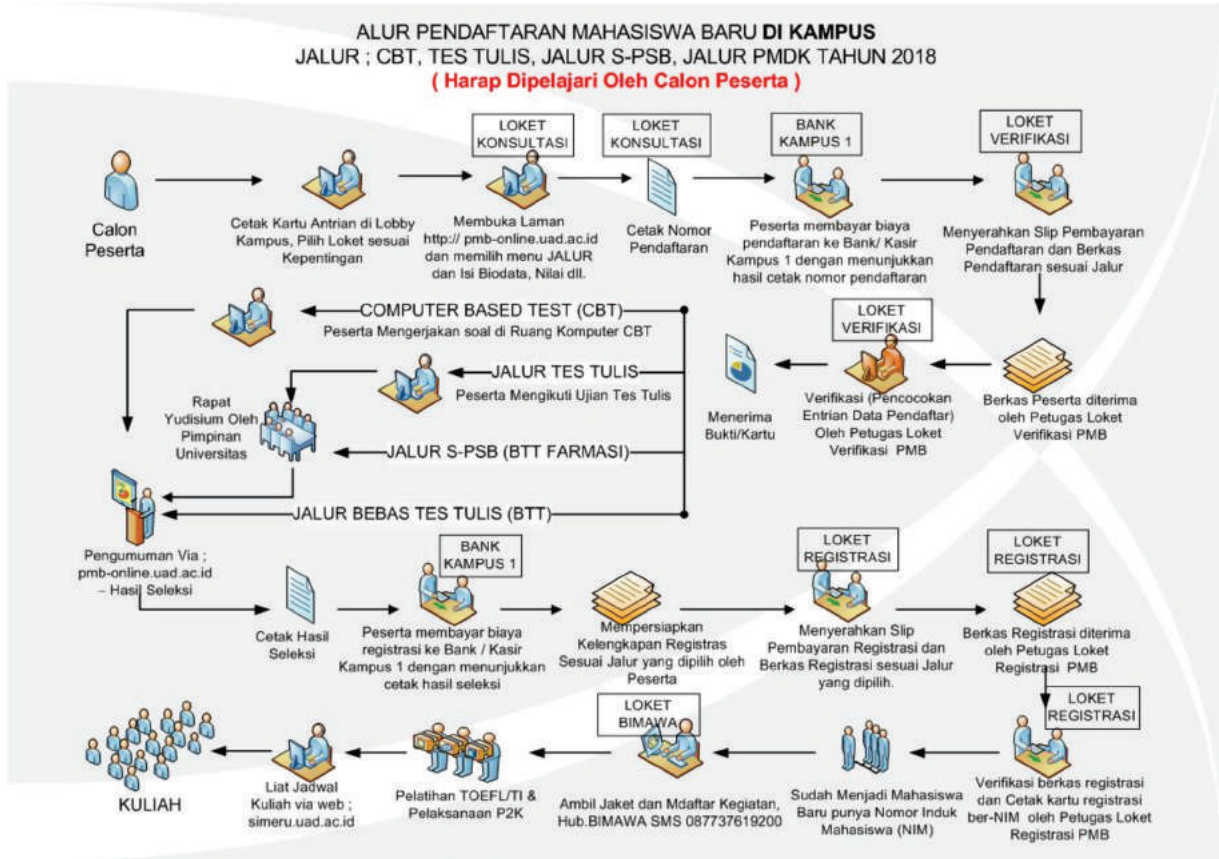 ALUR PENDAFTARAN MAHASISWA BARU DI KAMPUS
JALUR ; CBT, TES TULIS, JALUR S-PSB, JALUR PMDK TAHUN 2018
( Harap Dipelajari Oleh Calon Peserta )
Calon
Peserta
Cetak Kartu Antrian di Lobby
Kampus, Pilih Loket sesuai
Kepentingan
LOKET
KONSULTASI
Membuka Laman
http:// pmb-online.uad.ac.id
dan memilih menu JALUR
dan Isi Biodata, Nilai dll.
LOKET
KONSULTASI
Cetak Nomor
Pendaftaran
BANK
KAMPUS 1
Peserta membayar biaya
pendaftaran ke Bank/ Kasir
Kampus 1 dengan menunjukkan
hasil cetak nomor pendaftaran
LOKET
VERIFIKASI
Menyerahkan Slip Pembayaran
Pendaftaran dan Berkas
Pendaftaran sesuai Jalur
Berkas Peserta diterima
oleh Petugas Loket
Verifikasi PMB
LOKET
VERIFIKASI
Verifikasi (Pencocokan
Entrian Data Pendaftar)
Oleh Petugas Loket
Verifikasi PMB
Menerima
Bukti/Kartu
COMPUTER BASED TEST (CBT)
Peserta Mengerjakan soal di Ruang Komputer CBT
JALUR TES TULIS
Peserta Mengikuti Ujian Tes Tulis
Rapat
Yudisium Oleh
Pimpinan
Universitas
JALUR S-PSB (BTT FARMASI)
JALUR BEBAS TES TULIS (BTT)
Pengumuman Via ;
pmb-online.uad.ac.id
– Hasil Seleksi
Cetak Hasil
Seleksi
BANK
KAMPUS 1
Peserta membayar biaya
registrasi ke Bank / Kasir
Kampus 1 dengan menunjukkan
cetak hasil seleksi
Mempersiapkan
Kelengkapan Registras
Sesuai Jalur yang dipilih oleh
Peserta
LOKET
REGISTRASI
Menyerahkan Slip
Pembayaran Registrasi dan
Berkas Registrasi sesuai Jalur
yang dipilih.
LOKET
REGISTRASI
Berkas Registrasi diterima
oleh Petugas Loket
Registrasi PMB
LOKET
REGISTRASI
Verifikasi berkas registrasi
dan Cetak kartu registrasi
ber-NIM oleh Petugas Loket
Registrasi PMB
Sudah Menjadi Mahasiswa
Baru punya Nomor Induk
Mahasiswa (NIM)
LOKET
BIMAWA
Ambil Jaket dan Mdaftar Kegiatan,
Hub.BIMAWA SMS 087737619200
Pelatihan TOEFL/TI &
Pelaksanaan P2K
Liat Jadwal
Kuliah via web ;
simeru.uad.ac.id
KULIAH